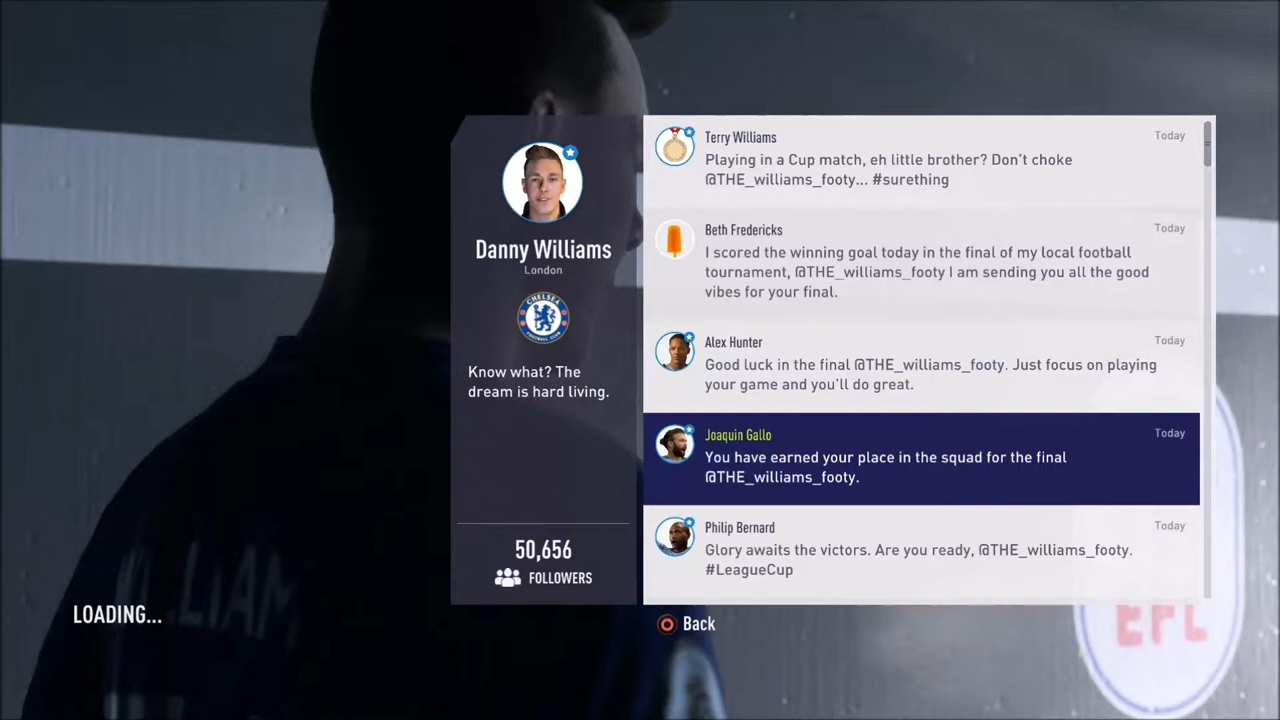 Danny Williams
London
CHELSEA
FOOTBALL CLUB
Know what? The
dream is hard living.
50,656
FOLLOWERS
Terry Williams
Today
Playing in a Cup match, eh little brother? Don't choke
@THE_williams_footy... #surething
Beth Fredericks
Today
I scored the winning goal today in the final of my local football
tournament, @THE_williams_footy I am sending you all the good
vibes for your final.
Alex Hunter
Today
Good luck in the final @THE_williams_footy. Just focus on playing
your game and you'll do great.
Joaquin Gallo
Today
You have earned your place in the squad for the final
@THE_williams_footy.
Philip Bernard
Today
Glory awaits the victors. Are you ready, @THE_williams_footy.
#LeagueCup
LOADING...
Back
EFL